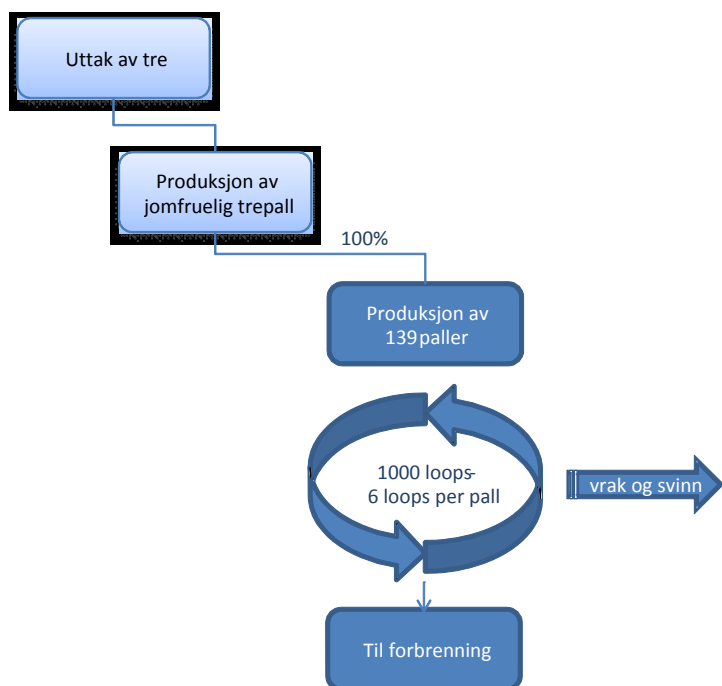 Uttak av tre
Produksjon av
jomfruelig trepall
100%
Produksjon av
139 paller
1000 loops-
6 loops per pall
vrak og svinn
Til forbrenning